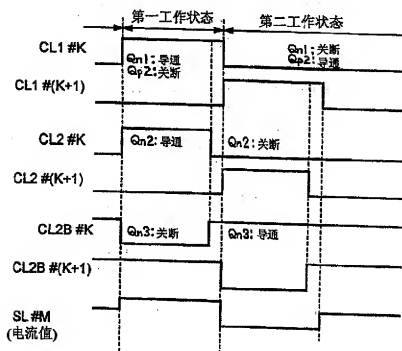 第一工作状态 第二工作状态
CL1 #K
Qn1:导通
Qp2:关断
Qn1:关断
Qp2:导通
CL1 #(K+1)
CL2 #K
Qn2:导通
Qn2:关断
CL2 #(K+1)
CL2B #K
Qn3:关断
Qn3:导通
CL2B #(K+1)
SL #M
(电流值)